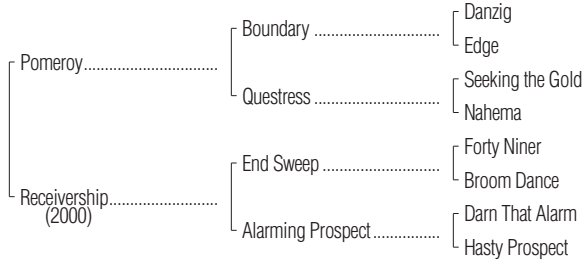 Danzig
Boundary
Edge
Pomeroy
Seeking the Gold
Questress
Nahema
Forty Niner
End Sweep
Broom Dance
Receivership
(2000)
Darn That Alarm
Alarming Prospect
Hasty Prospect